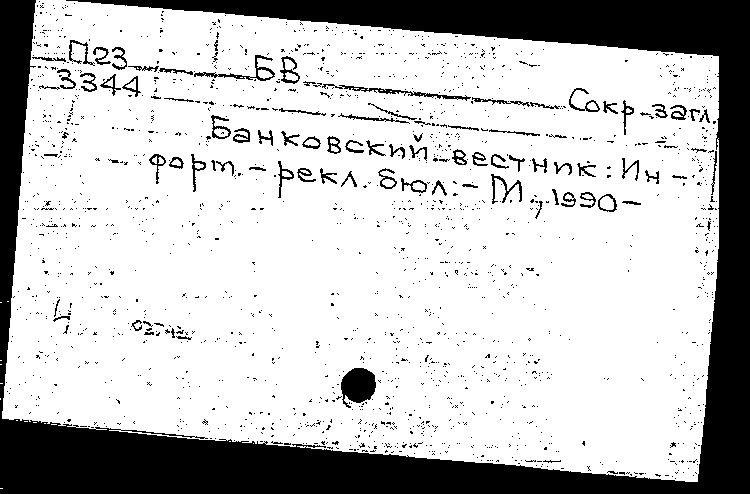 П23 БВ
3344 Сокр. загл.
Банковский вестник: Ин-
форм.-рекл. бюл.- М., 1990-
Ч